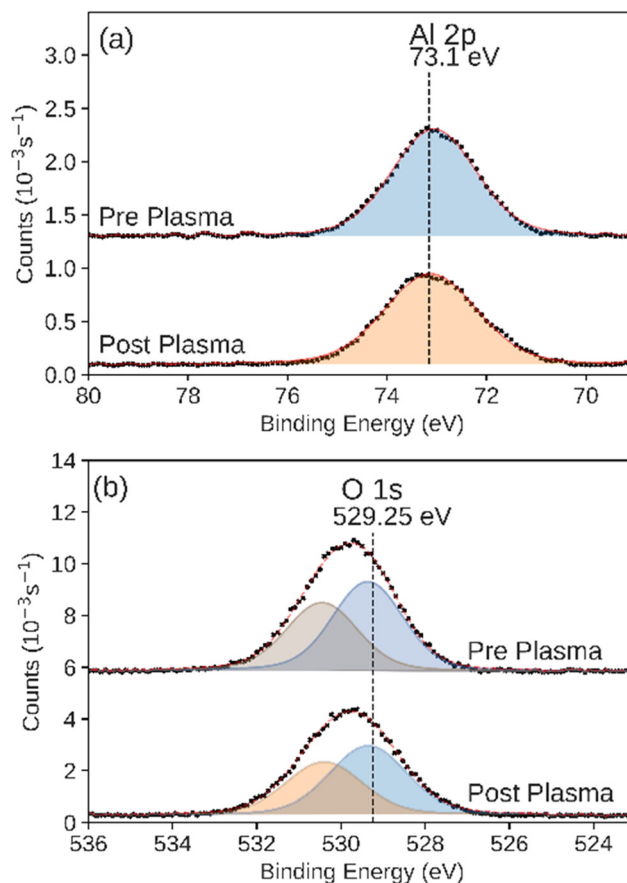 (a)
Al 2p
73.1 eV
3.0
2.5
2.0
1.5
1.0
0.5
0.0
Counts (10⁻³s⁻¹)
Pre Plasma
Post Plasma
80 78 76 74 72 70
Binding Energy (eV)
(b)
O 1s
529.25 eV
14
12
10
8
6
4
2
0
Counts (10⁻³s⁻¹)
Pre Plasma
Post Plasma
536 534 532 530 528 526 524
Binding Energy (eV)